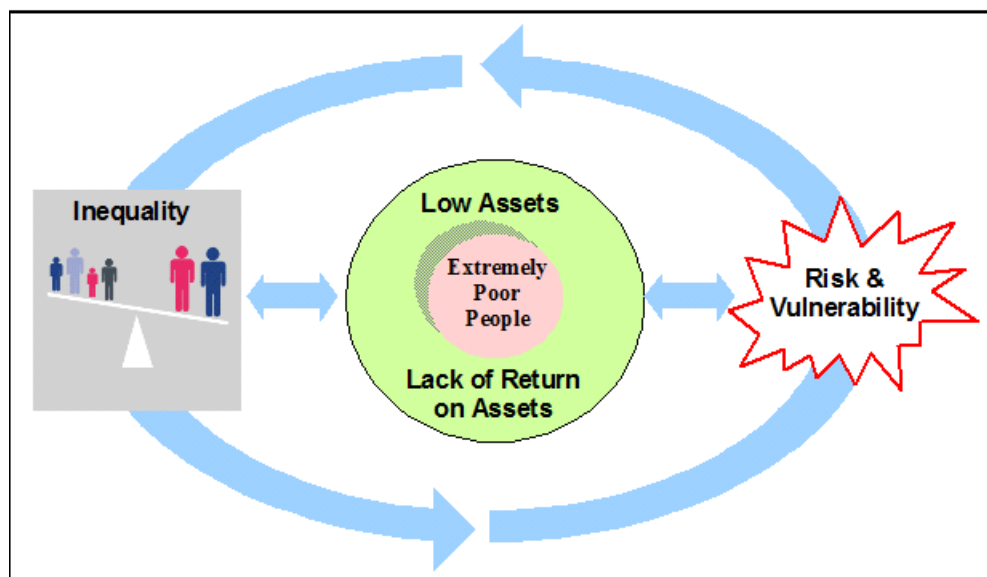 Inequality
Low Assets
Extremely
Poor
People
Lack of Return
on Assets
Risk &
Vulnerability